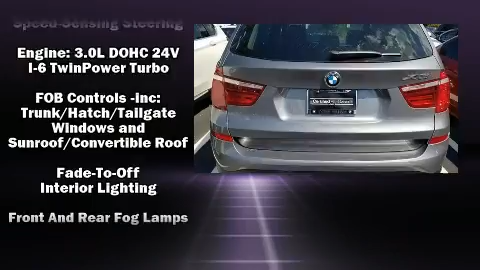 Speed-Sensing Steering
Engine: 3.0L DOHC 24V
I-6 TwinPower Turbo
FOB Controls -inc:
Trunk/Hatch/Tailgate
Windows and
Sunroof/Convertible Roof
Fade-To-Off
Interior Lighting
Front And Rear Fog Lamps